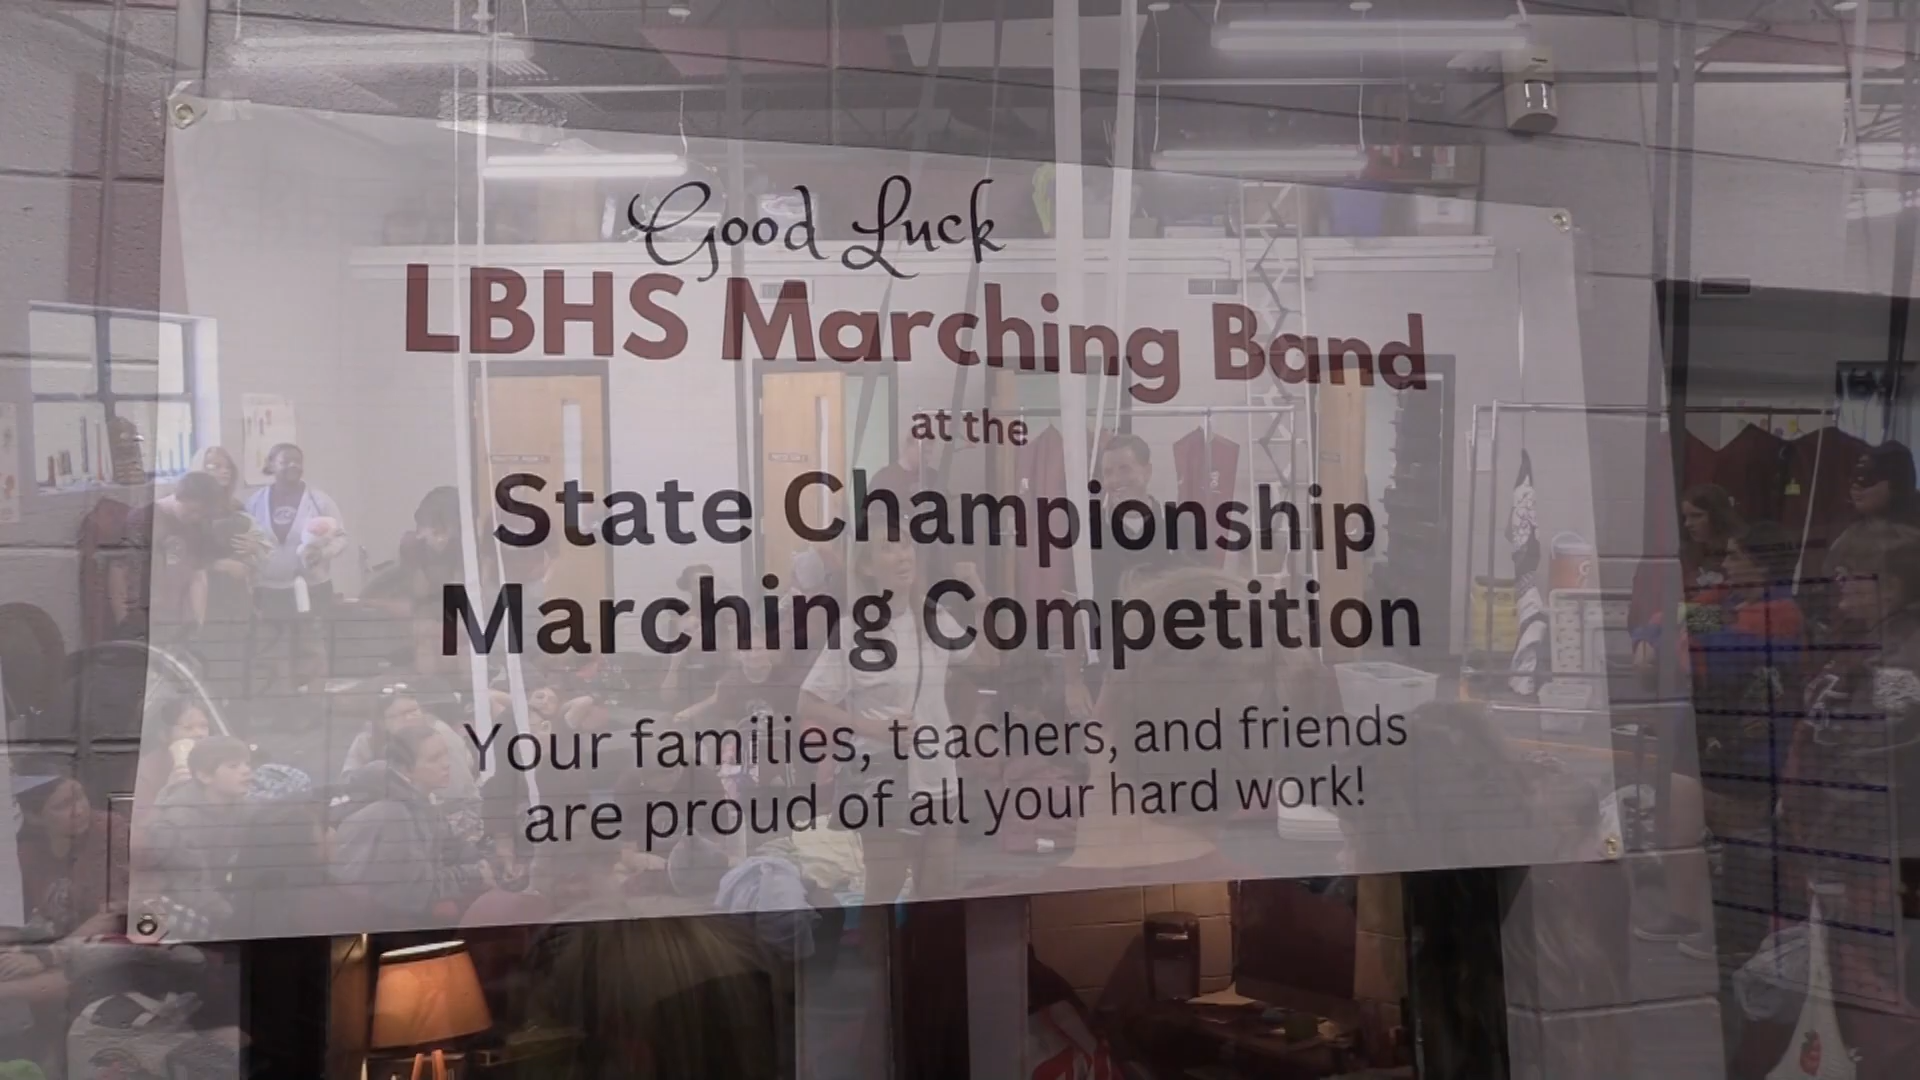 Good Luck
LBHS Marching Band
at the
State Championship
Marching Competition
Your families, teachers, and friends
are proud of all your hard work!